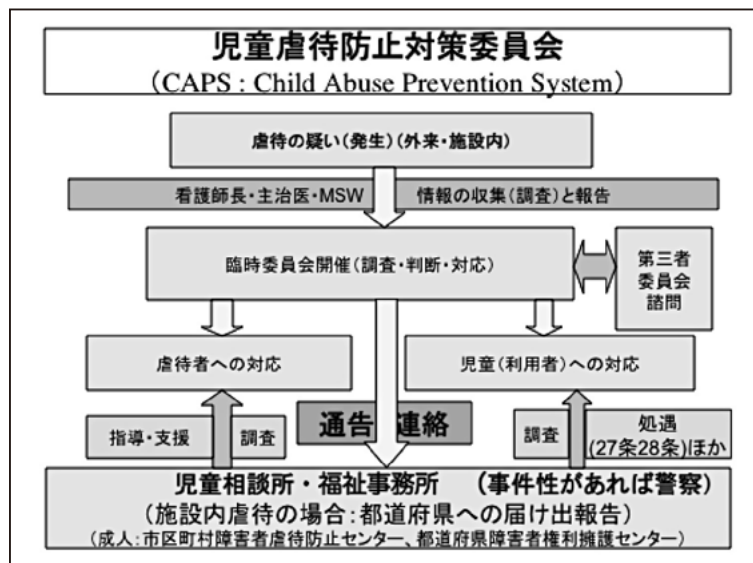 児童虐待防止対策委員会
（CAPS : Child Abuse Prevention System）
虐待の疑い（発生）（外来・施設内）
看護師長・主治医・MSW 情報の収集（調査）と報告
臨時委員会開催（調査・判断・対応）
第三者
委員会
諮問
虐待者への対応
児童（利用者）への対応
指導・支援
調査
通告 連絡
調査
処遇
(27条28条)ほか
児童相談所・福祉事務所 （事件性があれば警察）
（施設内虐待の場合：都道府県への届け出報告）
（成人：市区町村障害者虐待防止センター、都道府県障害者権利擁護センター）